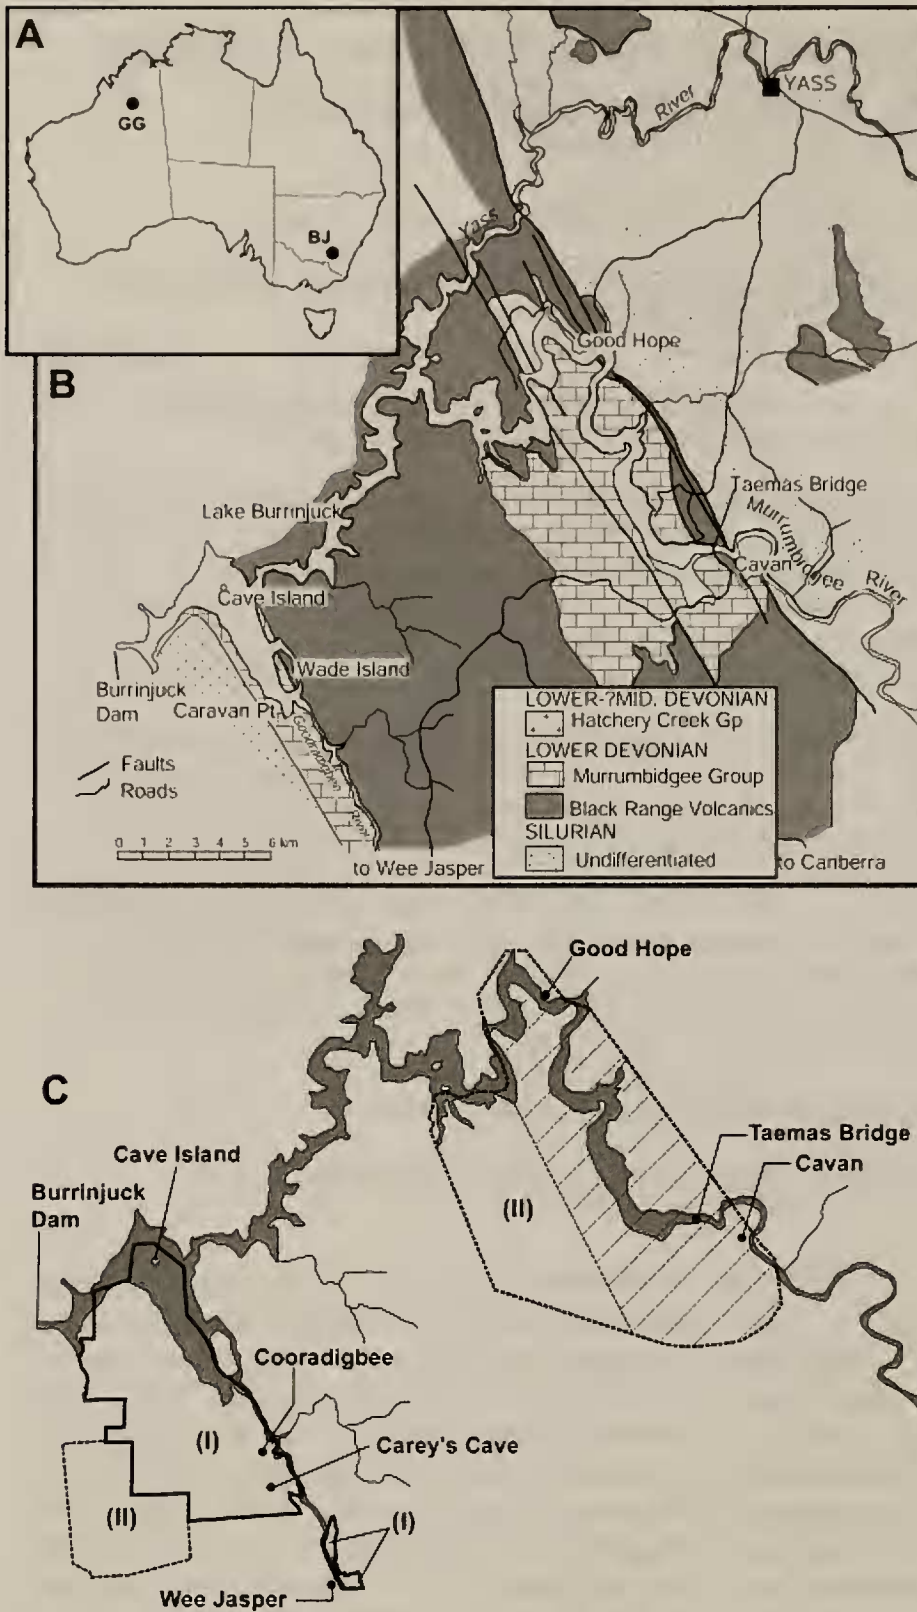 A
GG
BJ
B
YASS
River
Yass
Good Hope
Taemas Bridge
Murrumbidgee
River
Cavan
Lake Burrinjuck
Cave Island
Wade Island
Burrinjuck
Dam
Caravan Pt
Goodradigbee
River
Faults
Roads
0 1 2 3 4 5 6 km
to Wee Jasper
LOWER-?MID. DEVONIAN
Hatchery Creek Gp
LOWER DEVONIAN
Murrumbidgee Group
Black Range Volcanics
SILURIAN
Undifferentiated
to Canberra
C
Good Hope
Taemas Bridge
Cavan
(II)
Cave Island
Burrinjuck
Dam
Cooradigbee
(I)
Carey's Cave
(II)
(I)
Wee Jasper